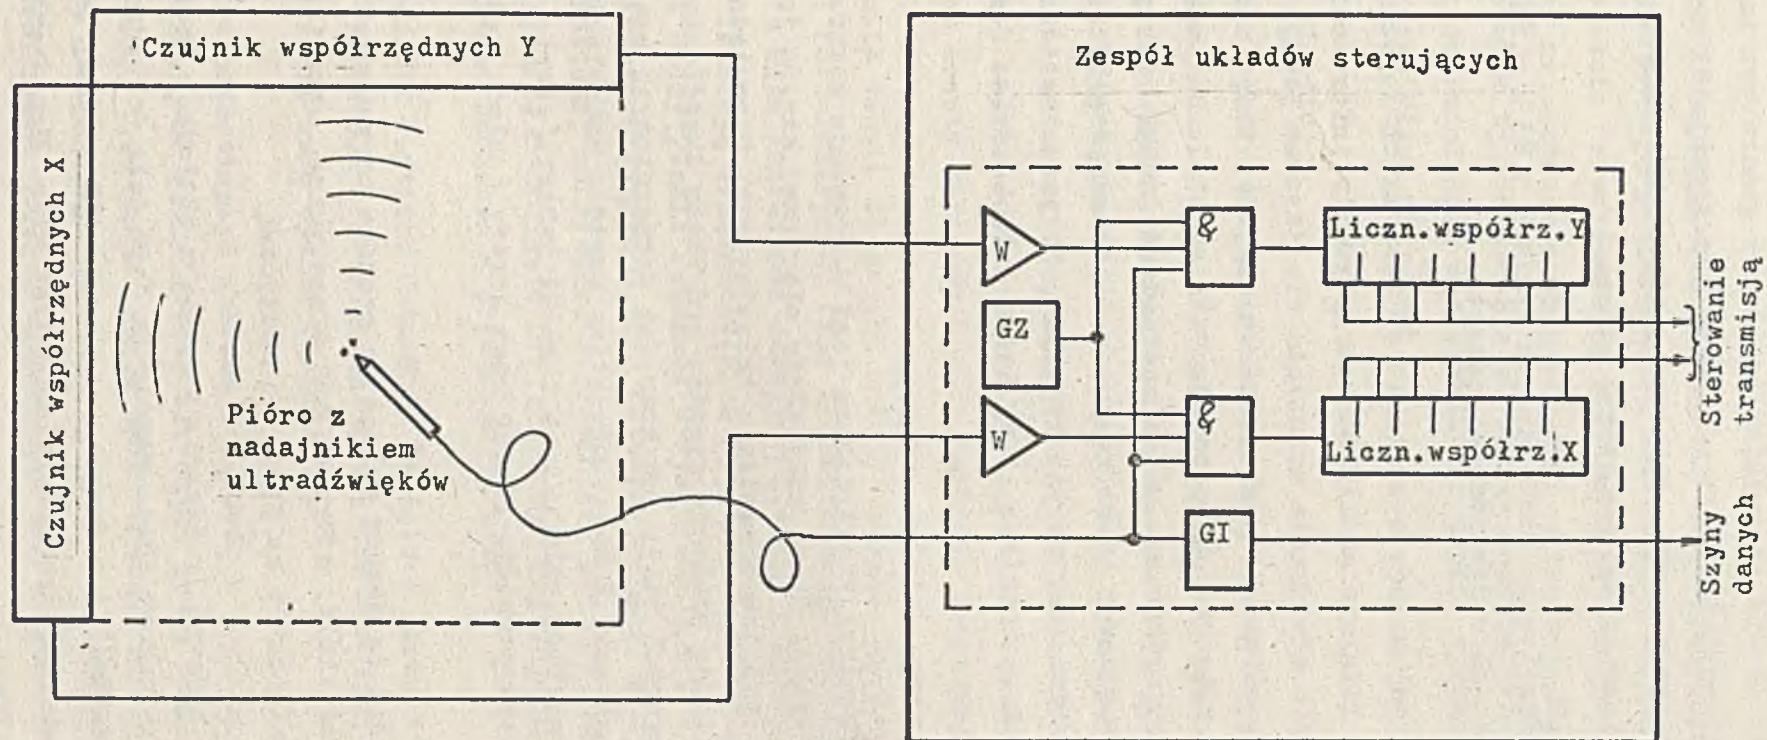 Czujnik współrzędnych Y
Czujnik współrzędnych X
Pióro z
nadajnikiem
ultradźwięków
Zespół układów sterujących
W
&
Liczn.współrz.Y
GZ
W
&
Liczn.współrz.X
GI
Sterowanie
transmisją
Szyny
danych